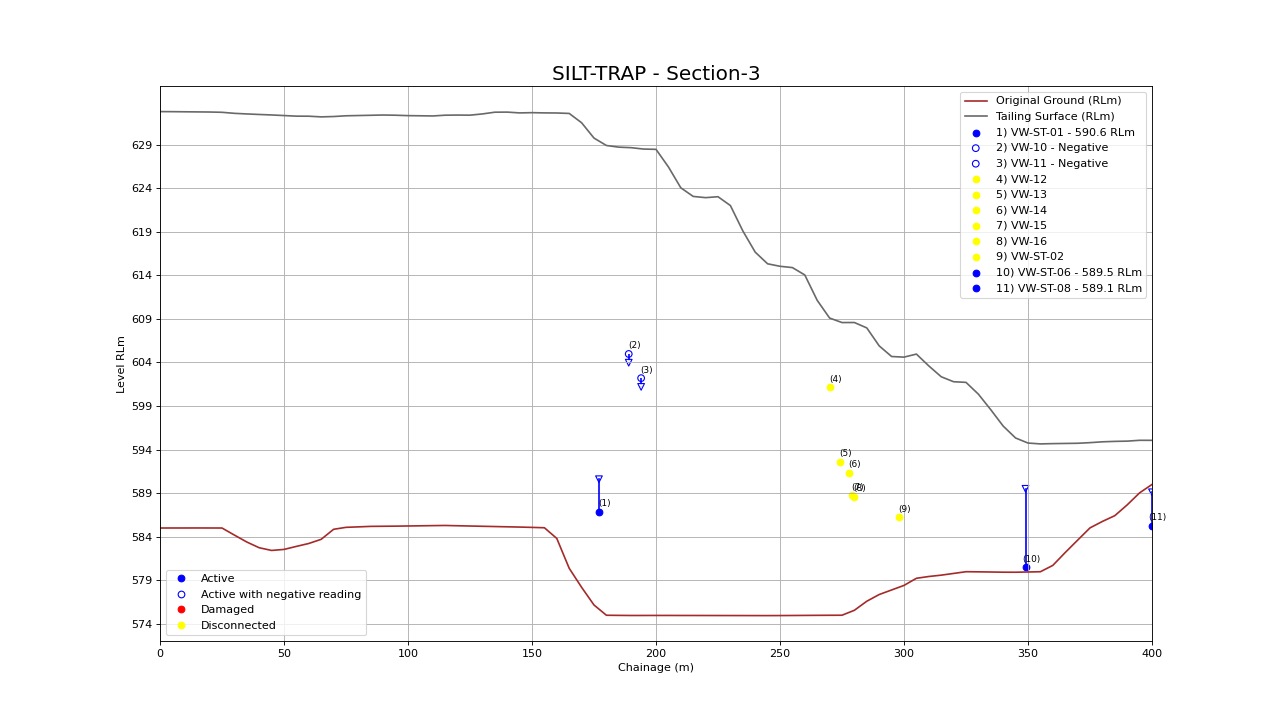 SILT-TRAP - Section-3
Original Ground (RLm)
Tailing Surface (RLm)
1) VW-ST-01 - 590.6 RLm
2) VW-10 - Negative
3) VW-11 - Negative
4) VW-12
5) VW-13
6) VW-14
7) VW-15
8) VW-16
9) VW-ST-02
10) VW-ST-06 - 589.5 RLm
11) VW-ST-08 - 589.1 RLm
629
624
619
614
609
604
599
594
589
584
579
574
Level RLm
(2)
(3)
(4)
(5)
(6)
(7)
(8)
(1)
(9)
(11)
(10)
Active
Active with negative reading
Damaged
Disconnected
0 50 100 150 200 250 300 350 400
Chainage (m)